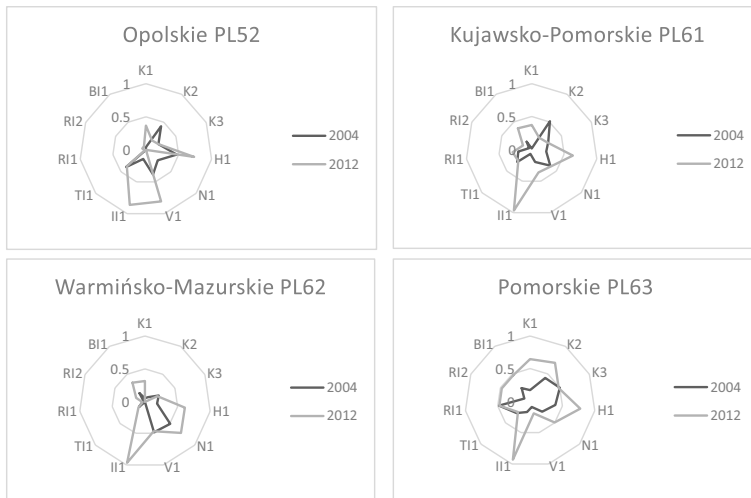 Opolskie PL52
K1
K2
K3
H1
N1
V1
II1
TI1
RI1
RI2
BI1
1
0.5
0
2004
2012
Kujawsko-Pomorskie PL61
K1
K2
K3
H1
N1
V1
II1
TI1
RI1
RI2
BI1
1
0.5
0
2004
2012
Warmińsko-Mazurskie PL62
K1
K2
K3
H1
N1
V1
II1
TI1
RI1
RI2
BI1
1
0.5
0
2004
2012
Pomorskie PL63
K1
K2
K3
H1
N1
V1
II1
TI1
RI1
RI2
BI1
1
0.5
0
2004
2012